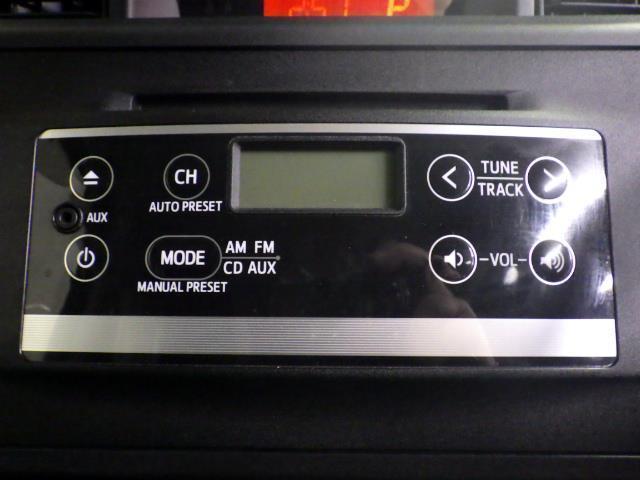 P
CH
AUTO PRESET
TUNE
TRACK
AUX
MODE
AM FM
CD AUX
MANUAL PRESET
-VOL-